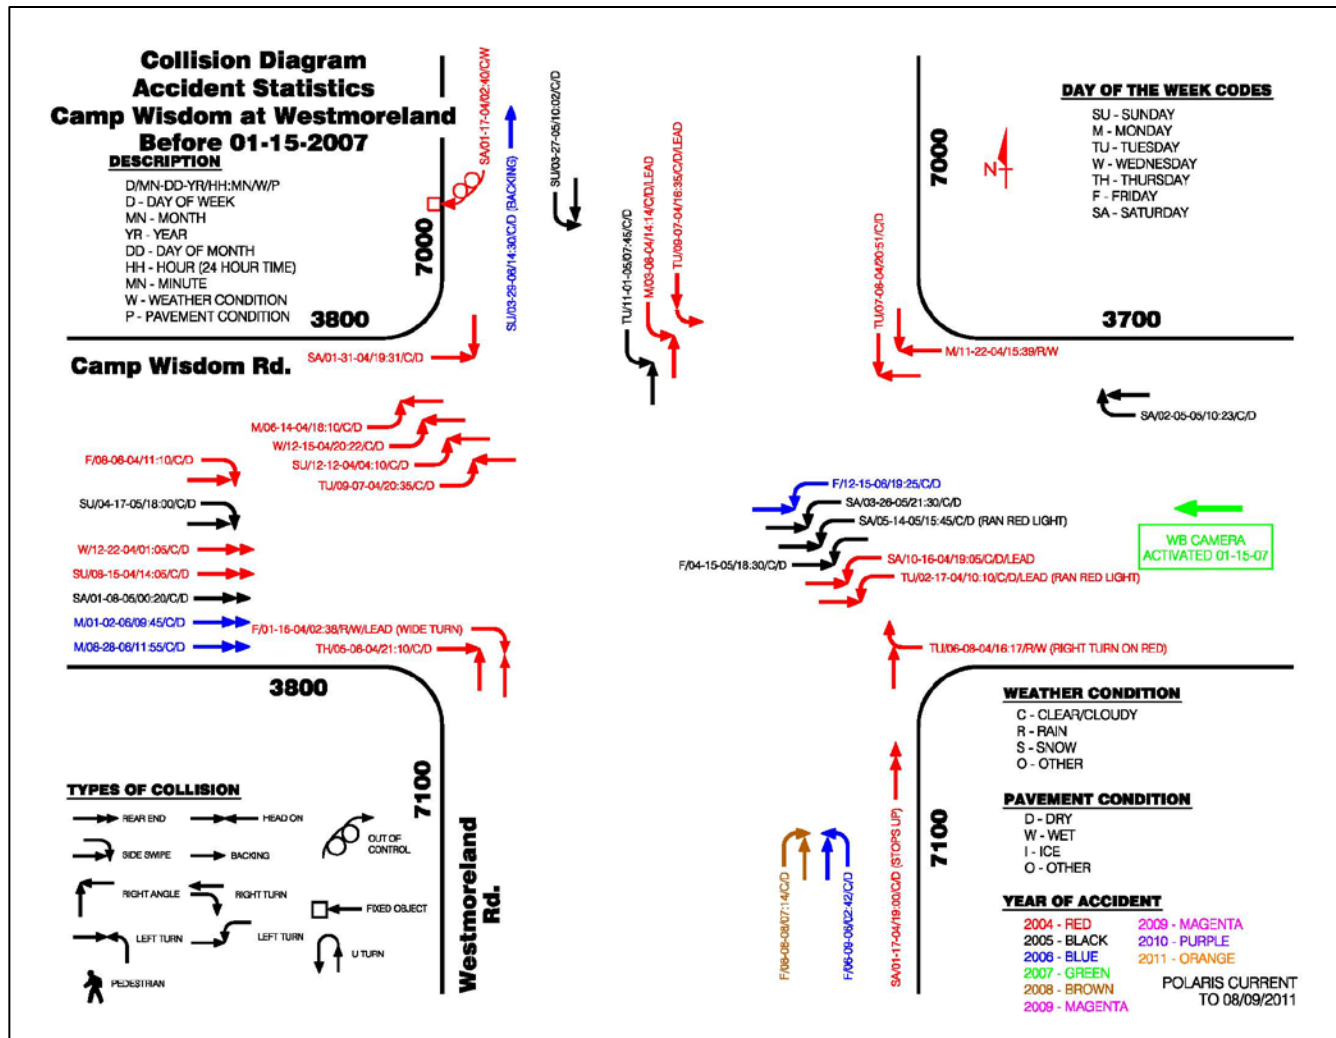 Collision Diagram
Accident Statistics
Camp Wisdom at Westmoreland
Before 01-15-2007
DESCRIPTION
D/MN-DD-YR/HH:MN/W/P
D - DAY OF WEEK
MN - MONTH
YR - YEAR
DD - DAY OF MONTH
HH - HOUR (24 HOUR TIME)
MN - MINUTE
W - WEATHER CONDITION
P - PAVEMENT CONDITION
3800
7000
Camp Wisdom Rd.
SA/01-17-04/02:40/C/W
SU/03-29-06/14:30/C/D (BACKING)
SU/03-27-05/10:02/C/D
TU/11-01-05/07:45/C/D
M/03-08-04/14:14/C/D/LEAD
TU/09-07-04/16:35/C/D/LEAD
TU/07-08-04/20:51/C/D
7000
N
DAY OF THE WEEK CODES
SU - SUNDAY
M - MONDAY
TU - TUESDAY
W - WEDNESDAY
TH - THURSDAY
F - FRIDAY
SA - SATURDAY
3700
SA/01-31-04/19:31/C/D
M/11-22-04/15:39/R/W
SA/02-05-05/10:23/C/D
M/06-14-04/18:10/C/D
W/12-15-04/20:22/C/D
SU/12-12-04/04:10/C/D
TU/09-07-04/20:35/C/D
F/08-06-04/11:10/C/D
SU/04-17-05/18:00/C/D
W/12-22-04/01:05/C/D
SU/08-15-04/14:05/C/D
SA/01-08-05/00:20/C/D
M/01-02-06/09:45/C/D
M/08-28-06/11:55/C/D
F/01-16-04/02:38/R/W/LEAD (WIDE TURN)
TH/05-06-04/21:10/C/D
F/12-15-06/19:25/C/D
SA/03-26-05/21:30/C/D
SA/05-14-05/15:45/C/D (RAN RED LIGHT)
F/04-15-05/18:30/C/D
SA/10-16-04/19:05/C/D/LEAD
TU/02-17-04/10:10/C/D/LEAD (RAN RED LIGHT)
WB CAMERA
ACTIVATED 01-15-07
TU/06-08-04/16:17/R/W (RIGHT TURN ON RED)
3800
7100
Westmoreland
Rd.
TYPES OF COLLISION
REAR END
HEAD ON
SIDE SWIPE
BACKING
OUT OF
CONTROL
RIGHT ANGLE
RIGHT TURN
FIXED OBJECT
LEFT TURN
LEFT TURN
U TURN
PEDESTRIAN
F/08-08-08/07:14/C/D
F/06-09-06/02:42/C/D
SA/01-17-04/19:00/C/D (STOPS UP)
7100
WEATHER CONDITION
C - CLEAR/CLOUDY
R - RAIN
S - SNOW
O - OTHER
PAVEMENT CONDITION
D - DRY
W - WET
I - ICE
O - OTHER
YEAR OF ACCIDENT
2004 - RED
2005 - BLACK
2006 - BLUE
2007 - GREEN
2008 - BROWN
2009 - MAGENTA
2009 - MAGENTA
2010 - PURPLE
2011 - ORANGE
POLARIS CURRENT
TO 08/09/2011